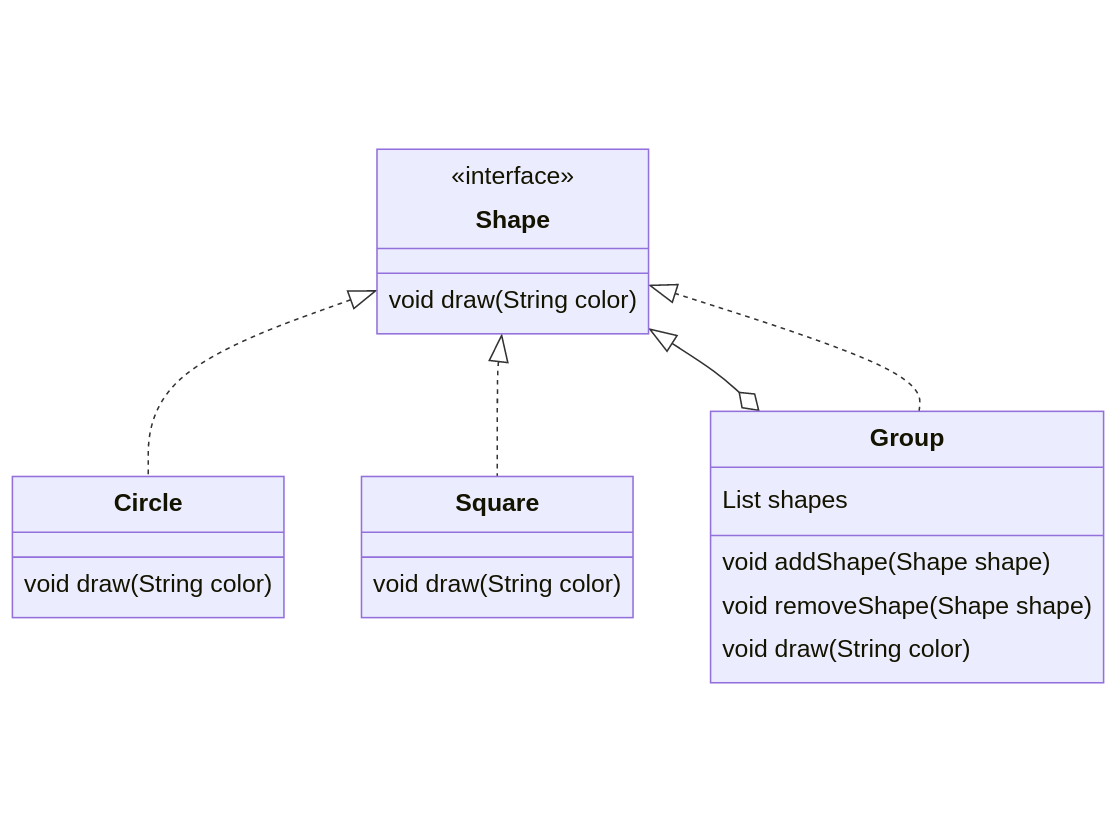 «interface»
Shape
void draw(String color)
Circle
void draw(String color)
Square
void draw(String color)
Group
List shapes
void addShape(Shape shape)
void removeShape(Shape shape)
void draw(String color)